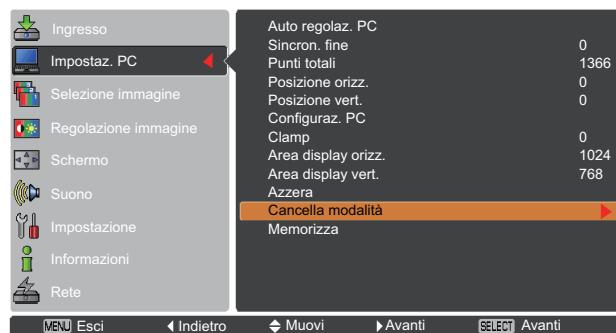 Ingresso
Impostaz. PC
Selezione immagine
Regolazione immagine
Schermo
Suono
Impostazione
Informazioni
Rete
Auto regolaz. PC
Sincron. fine 0
Punti totali 1366
Posizione orizz. 0
Posizione vert. 0
Configuraz. PC
Clamp 0
Area display orizz. 1024
Area display vert. 768
Azzera
Cancella modalità
Memorizza
MENU Esci Indietro Muovi Avanti SELECT Avanti